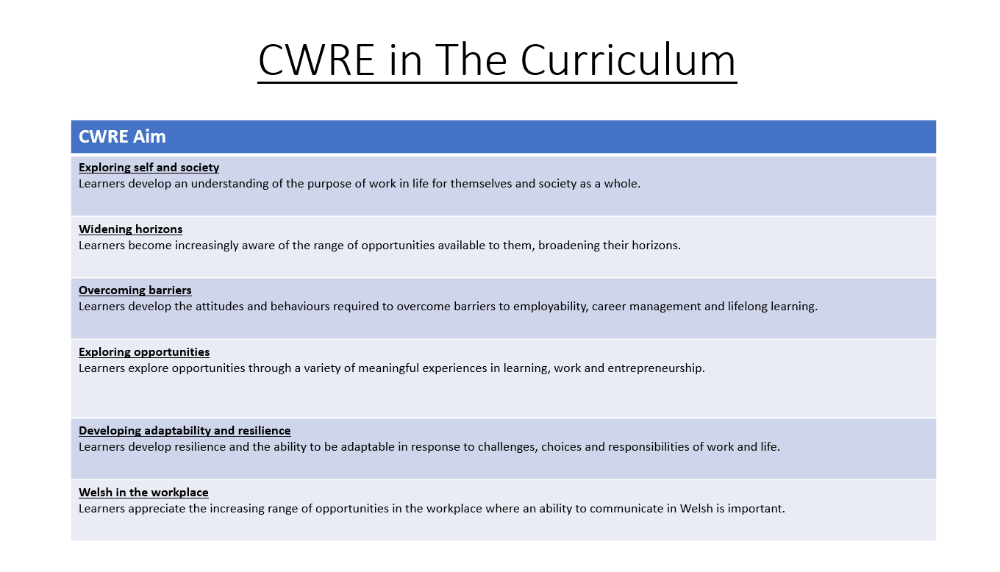 CWRE in The Curriculum
CWRE Aim
Exploring self and society
Learners develop an understanding of the purpose of work in life for themselves and society as a whole.
Widening horizons
Learners become increasingly aware of the range of opportunities available to them, broadening their horizons.
Overcoming barriers
Learners develop the attitudes and behaviours required to overcome barriers to employability, career management and lifelong learning.
Exploring opportunities
Learners explore opportunities through a variety of meaningful experiences in learning, work and entrepreneurship.
Developing adaptability and resilience
Learners develop resilience and the ability to be adaptable in response to challenges, choices and responsibilities of work and life.
Welsh in the workplace
Learners appreciate the increasing range of opportunities in the workplace where an ability to communicate in Welsh is important.